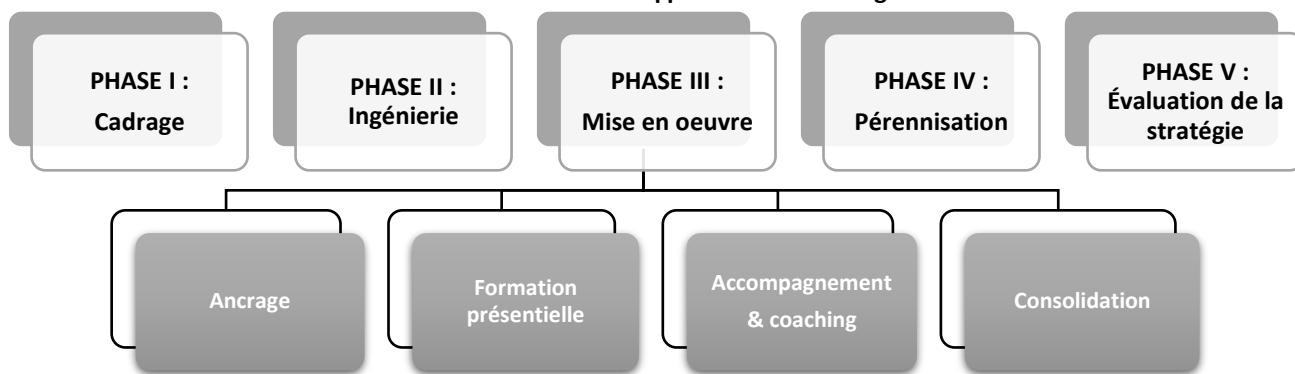 PHASE I :
Cadrage
PHASE II :
Ingénierie
PHASE III :
Mise en oeuvre
PHASE IV :
Pérennisation
PHASE V :
Évaluation de la
stratégie
Ancrage
Formation
présentielle
Accompagnement
& coaching
Consolidation